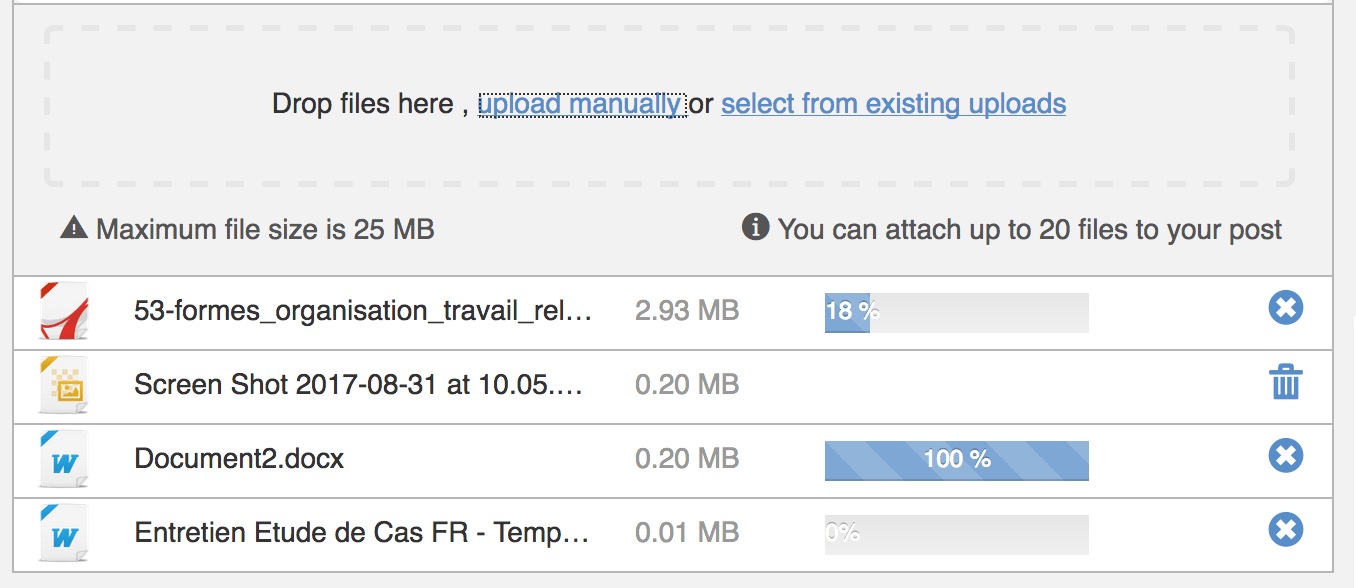 Drop files here , upload manually or select from existing uploads
Maximum file size is 25 MB
You can attach up to 20 files to your post
53-formes_organisation_travail_rel… 2.93 MB 18 %
Screen Shot 2017-08-31 at 10.05.… 0.20 MB
W Document2.docx 0.20 MB 100 %
W Entretien Etude de Cas FR - Temp… 0.01 MB 0%